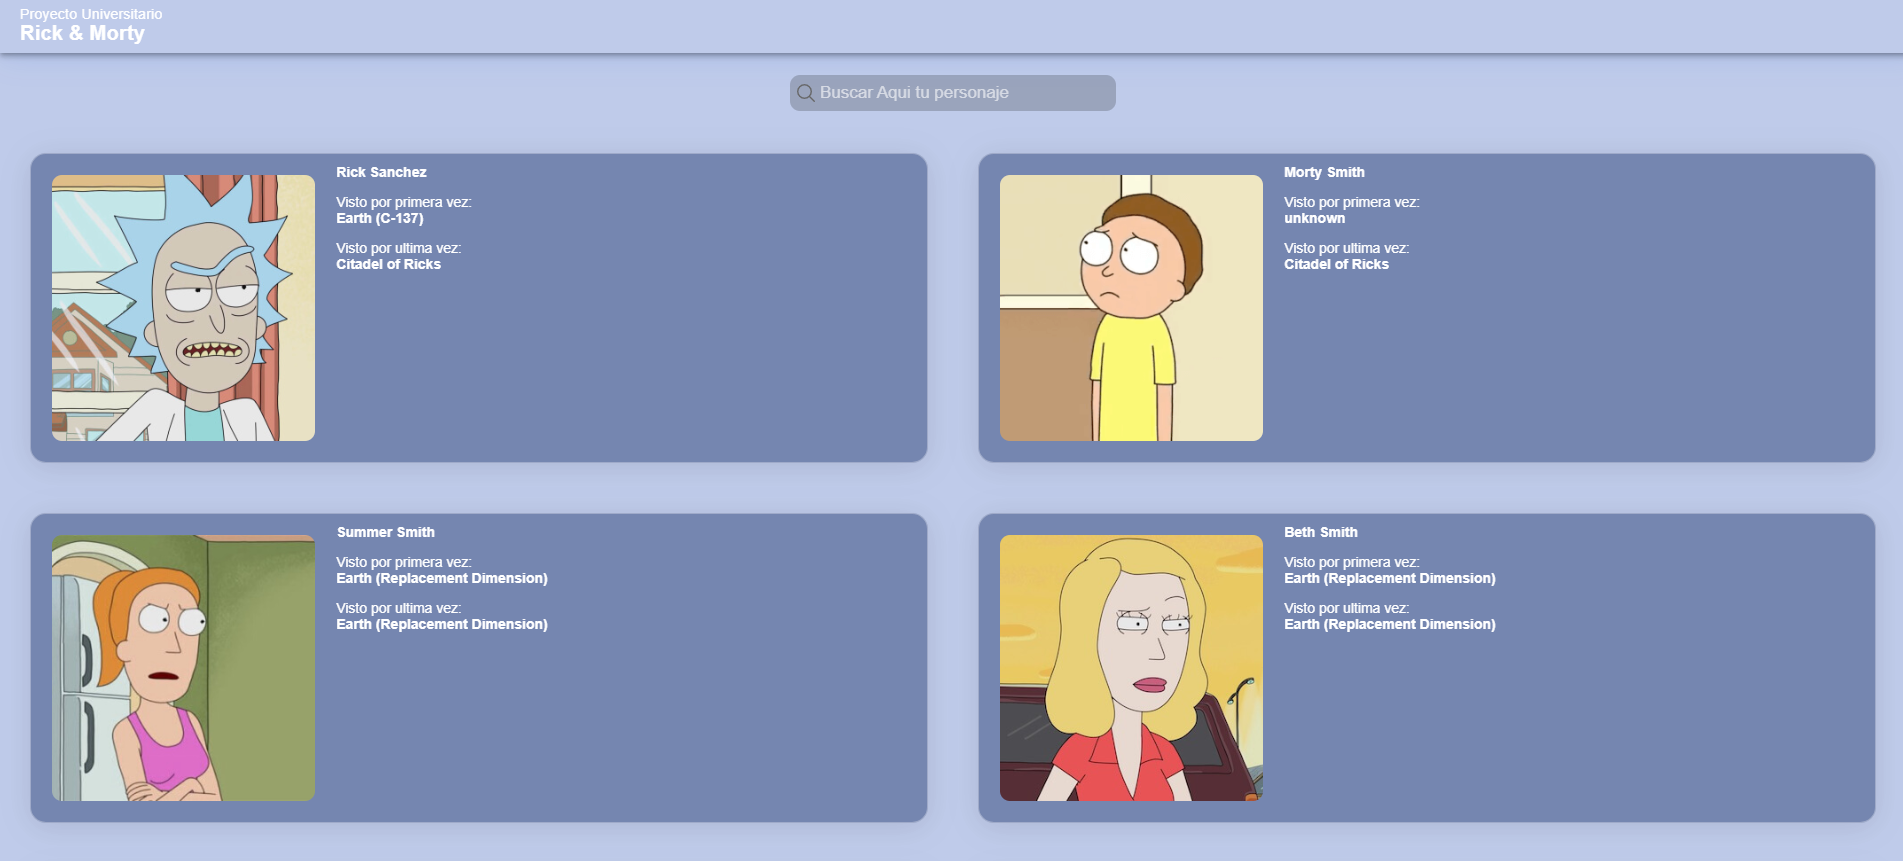 Proyecto Universitario
Rick & Morty
Buscar Aqui tu personaje
Rick Sanchez
Visto por primera vez:
Earth (C-137)
Visto por ultima vez:
Citadel of Ricks
Morty Smith
Visto por primera vez:
unknown
Visto por ultima vez:
Citadel of Ricks
Summer Smith
Visto por primera vez:
Earth (Replacement Dimension)
Visto por ultima vez:
Earth (Replacement Dimension)
Beth Smith
Visto por primera vez:
Earth (Replacement Dimension)
Visto por ultima vez:
Earth (Replacement Dimension)